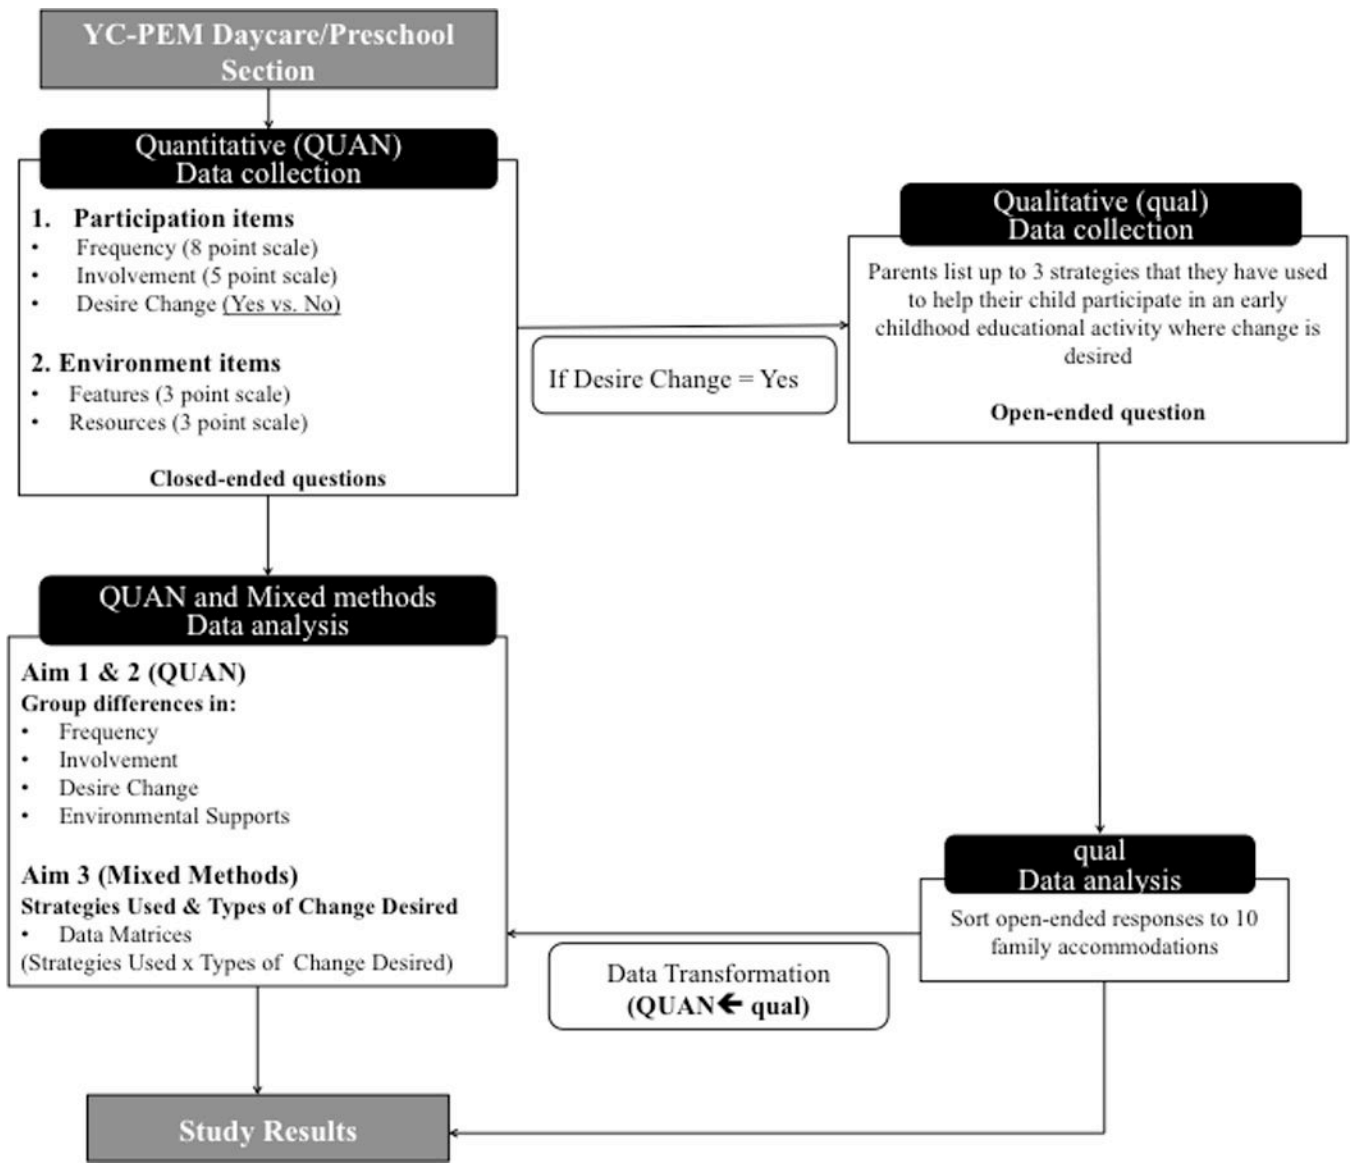 YC-PEM Daycare/Preschool
Section
Quantitative (QUAN)
Data collection
1. Participation items
• Frequency (8 point scale)
• Involvement (5 point scale)
• Desire Change (Yes vs. No)
2. Environment items
• Features (3 point scale)
• Resources (3 point scale)
Closed-ended questions
If Desire Change = Yes
Qualitative (qual)
Data collection
Parents list up to 3 strategies that they have used
to help their child participate in an early
childhood educational activity where change is
desired
Open-ended question
QUAN and Mixed methods
Data analysis
Aim 1 & 2 (QUAN)
Group differences in:
• Frequency
• Involvement
• Desire Change
• Environmental Supports
Aim 3 (Mixed Methods)
Strategies Used & Types of Change Desired
• Data Matrices
(Strategies Used x Types of Change Desired)
qual
Data analysis
Sort open-ended responses to 10
family accommodations
Data Transformation
(QUAN🡰 qual)
Study Results